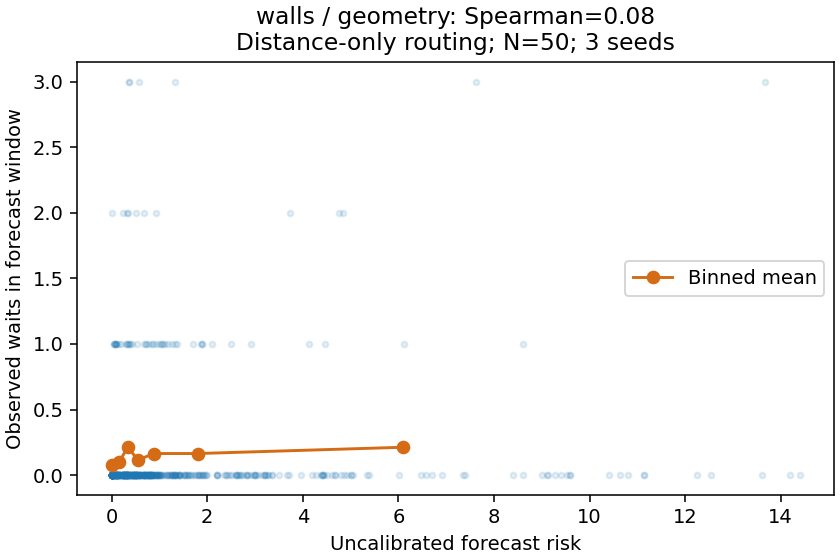 walls / geometry: Spearman=0.08
Distance-only routing; N=50; 3 seeds
Observed waits in forecast window
3.0
2.5
2.0
1.5
1.0
0.5
0.0
Binned mean
0 2 4 6 8 10 12 14
Uncalibrated forecast risk